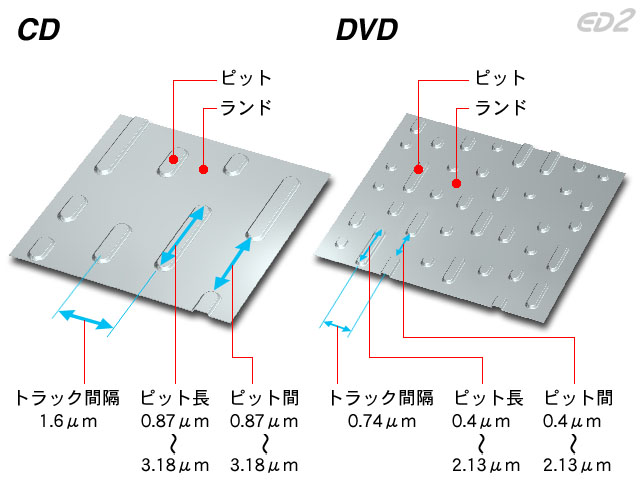 CD
DVD
ED2
ピット
ランド
ピット
ランド
トラック間隔
1.6μm
ピット長
0.87μm
〜
3.18μm
ピット間
0.87μm
〜
3.18μm
トラック間隔
0.74μm
ピット長
0.4μm
〜
2.13μm
ピット間
0.4μm
〜
2.13μm